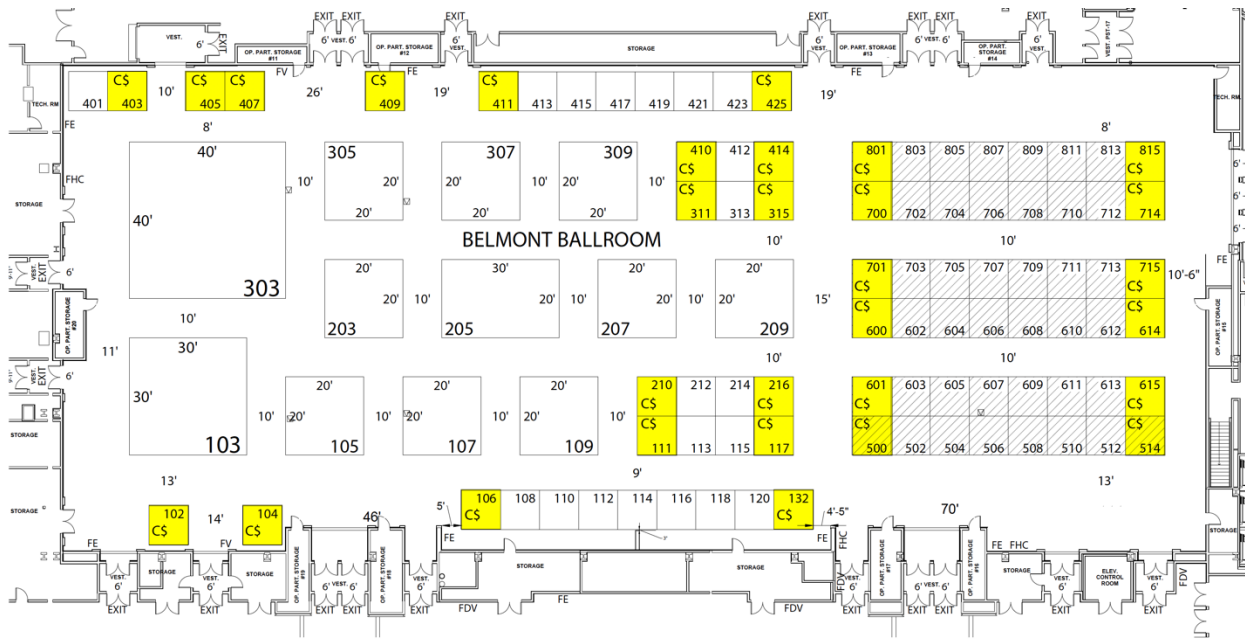 EXIT EXIT EXIT EXIT EXIT EXIT
VEST. 6' EXIT
6' 6' 6' 6' 6' 6' 6'
VEST. VEST. VEST. VEST.
OP. PART. STORAGE #11
OP. PART. STORAGE #12
STORAGE
OP. PART. STORAGE #13
OP. PART. STORAGE #14
VEST. PST-17
TECH. RM
FV FE FE
TECH. RM.
C$ C$ C$ C$ C$ C$
401 403 10' 405 407 26' 409 19' 411 413 415 417 419 421 423 425 19'
FE
8' 8'
40' 305 307 309 410 412 414 801 803 805 807 809 811 813 815
C$ C$ C$ C$
FHC 10' 20' 20' 10' 20' 10'
C$ C$ C$ C$
STORAGE
40' 20' 20' 20' 311 313 315 700 702 704 706 708 710 712 714
BELMONT BALLROOM 10' 10'
H
6' VEST. EXIT
20' 30' 20' 20' 701 703 705 707 709 711 713 715 10'-6" FE
C$ C$
303 20' 10' 20' 10' 20' 10' 20' 15'
C$ C$
OP. PART. STORAGE #20
10' 203 205 207 209 600 602 604 606 608 610 612 614
OP. PART. STORAGE #15
11' 30' 10' 10'
6' VEST. EXIT
20' 20' 20' 210 212 214 216 601 603 605 607 609 611 613 615
30' C$ C$ C$ C$
10' 20' 10' 20' 10' 20' 10' C$ C$ C$ C$
STORAGE
103 105 107 109 111 113 115 117 500 502 504 506 508 510 512 514
13' 9' 13'
STORAGE
102 104 106 108 110 112 114 116 118 120 132
C$ 14' C$ 46' 5' C$ C$ 4'-5" 70'
FE FV FE FE FHC FE FHC
STORAGE
STORAGE STORAGE STORAGE STORAGE STORAGE
OP. PART. STORAGE #19
OP. PART. STORAGE #18
OP. PART. STORAGE #17
OP. PART. STORAGE #16
ELEV. CONTROL ROOM
VEST. VEST. VEST. VEST. VEST. VEST. VEST. VEST.
6' 6' 6' 6' 6' 6' 6' 6' 6' 6'
FDV FE FDV FDV FDV
EXIT EXIT EXIT EXIT EXIT EXIT EXIT EXIT EXIT EXIT